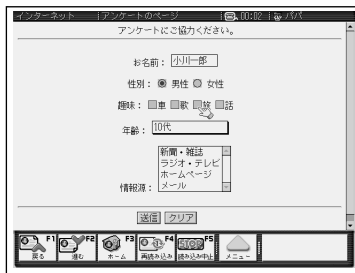 インターネット アンケートのページ 00:02 パパ
アンケートにご協力ください。
お名前： 小川一郎
性別： 男性 女性
趣味： 車 歌 旅 話
年齢： 10代
新聞・雑誌
ラジオ・テレビ
ホームページ
情報源： メール
送信 クリア
F1 F2 F3 F4 STOP F5
戻る 進む ホーム 再読み込み 読み込み中止 メニュー